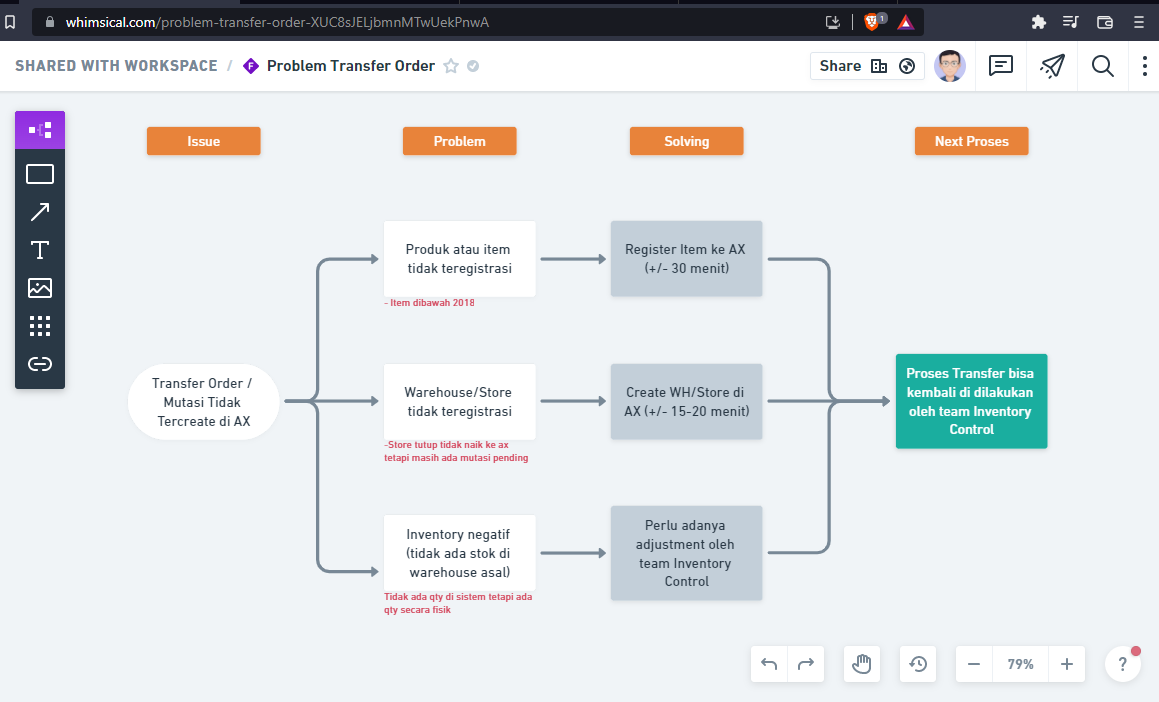 whimsical.com/problem-transfer-order-XUC8sJELjbmnMTwUekPnwA
1
SHARED WITH WORKSPACE / F Problem Transfer Order
Share
Issue
Problem
Solving
Next Proses
T
Produk atau item
tidak teregistrasi
- Item dibawah 2018
Register Item ke AX
(+/- 30 menit)
Transfer Order /
Mutasi Tidak
Tercreate di AX
Warehouse/Store
tidak teregistrasi
-Store tutup tidak naik ke ax
tetapi masih ada mutasi pending
Create WH/Store di
AX (+/- 15-20 menit)
Proses Transfer bisa
kembali di dilakukan
oleh team Inventory
Control
Inventory negatif
(tidak ada stok di
warehouse asal)
Tidak ada qty di sistem tetapi ada
qty secara fisik
Perlu adanya
adjustment oleh
team Inventory
Control
79%
?